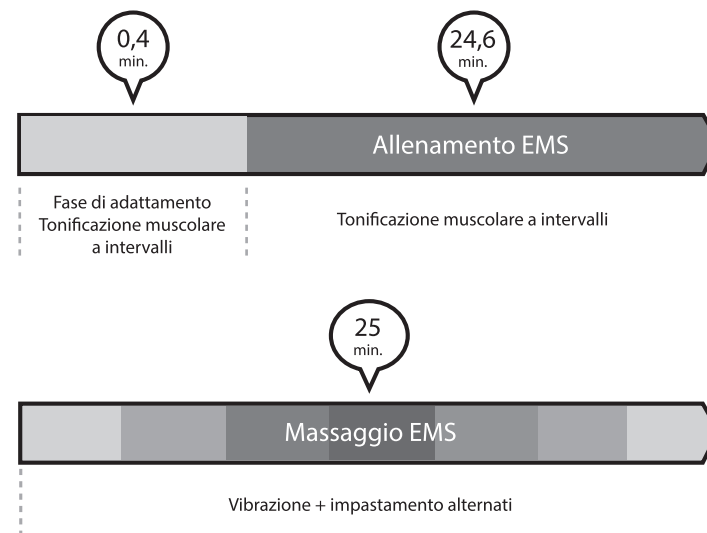 0,4
min.
24,6
min.
Allenamento EMS
Fase di adattamento
Tonificazione muscolare
a intervalli
Tonificazione muscolare a intervalli
25
min.
Massaggio EMS
Vibrazione + impastamento alternati